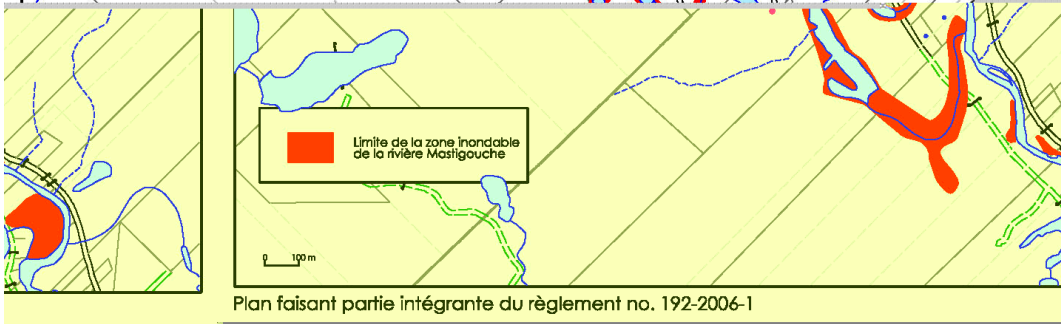 Limite de la zone inondable
de la rivière Mastigouche
0 100 m
Plan faisant partie intégrante du règlement no. 192-2006-1